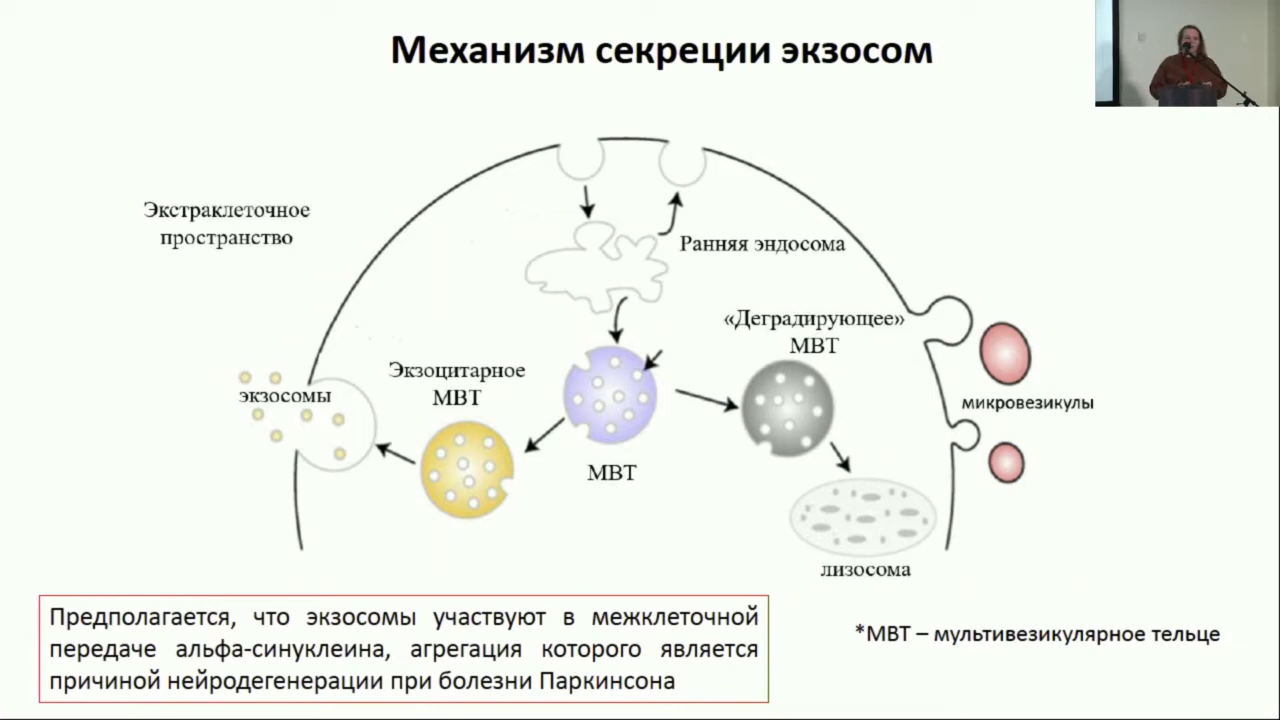 Механизм секреции экзосом
Экстраклеточное
пространство
Ранняя эндосома
«Деградирующее»
МВТ
Экзоцитарное
МВТ
экзосомы
микровезикулы
МВТ
лизосома
Предполагается, что экзосомы участвуют в межклеточной
передаче альфа-синуклеина, агрегация которого является
причиной нейродегенерации при болезни Паркинсона
*МВТ – мультивезикулярное тельце